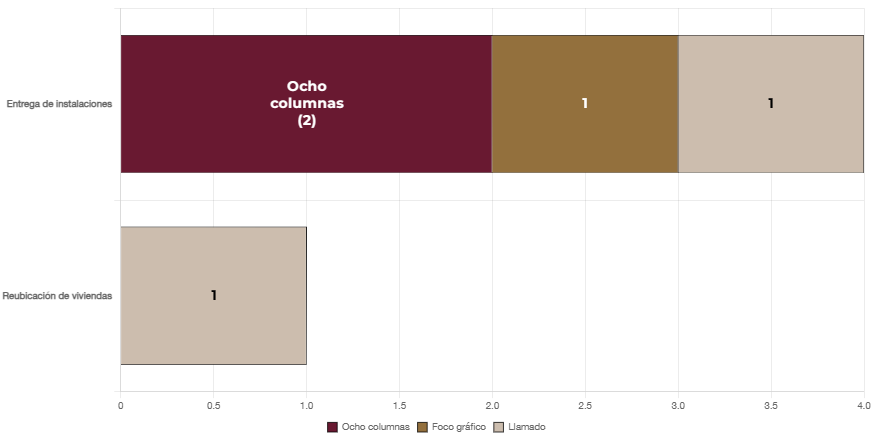 Entrega de instalaciones
Ocho
columnas
(2)
1
1
Reubicación de viviendas
1
0
0.5
1.0
1.5
2.0
2.5
3.0
3.5
4.0
Ocho columnas
Foco gráfico
Llamado